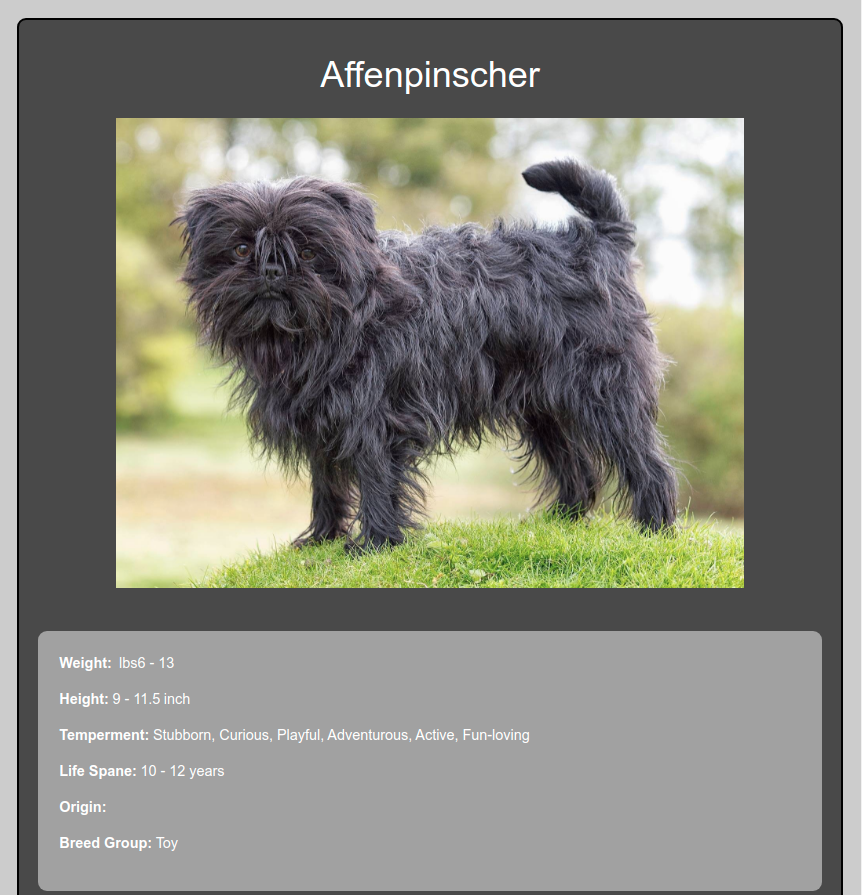 Affenpinscher
Weight: lbs6 - 13
Height: 9 - 11.5 inch
Temperment: Stubborn, Curious, Playful, Adventurous, Active, Fun-loving
Life Spane: 10 - 12 years
Origin:
Breed Group: Toy